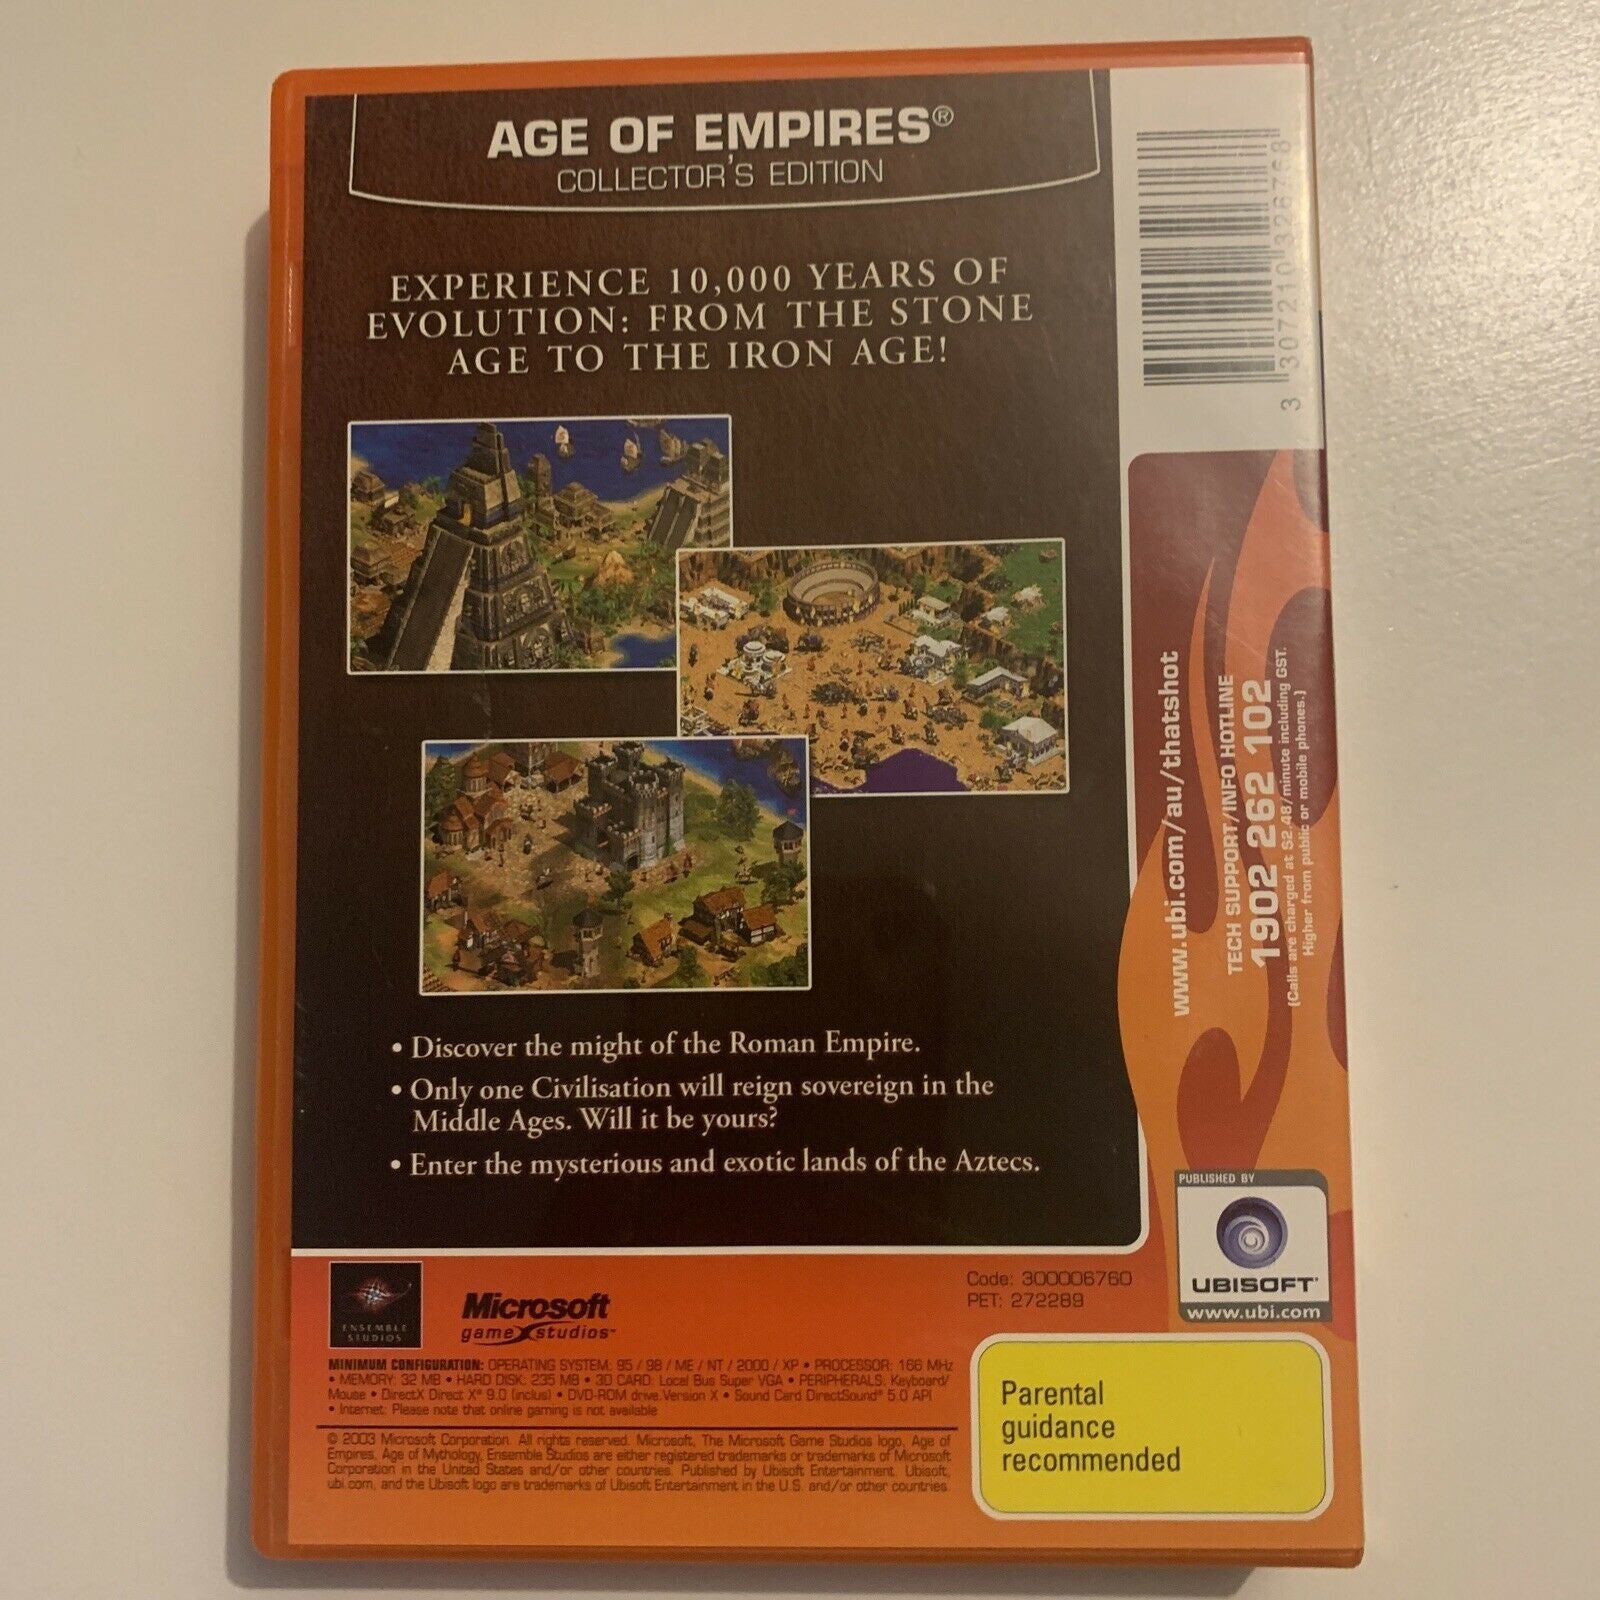 AGE OF EMPIRES®
COLLECTOR'S EDITION
EXPERIENCE 10,000 YEARS OF
EVOLUTION: FROM THE STONE
AGE TO THE IRON AGE!
• Discover the might of the Roman Empire.
• Only one Civilisation will reign sovereign in the
Middle Ages. Will it be yours?
• Enter the mysterious and exotic lands of the Aztecs.
3 307210 326768
www.ubi.com/au/thatshot
TECH SUPPORT/INFO HOTLINE
1902 262 102
(Calls are charged at $2.48/minute including GST.
Higher from public or mobile phones.)
PUBLISHED BY
UBISOFT
www.ubi.com
ENSEMBLE
STUDIOS
Microsoft
game studios™
Code: 300006760
PET: 272289
MINIMUM CONFIGURATION: OPERATING SYSTEM: 95 / 98 / ME / NT / 2000 / XP • PROCESSOR: 166 MHz
• MEMORY: 32 MB • HARD DISK: 235 MB • 3D CARD: Local Bus Super VGA • PERIPHERALS: Keyboard/
Mouse • DirectX Direct X® 9.0 (inclus) • DVD-ROM drive Version X • Sound Card DirectSound® 5.0 API
• Internet: Please note that online gaming is not available
© 2003 Microsoft Corporation. All rights reserved. Microsoft, The Microsoft Game Studios logo, Age of
Empires, Age of Mythology, Ensemble Studios are either registered trademarks or trademarks of Microsoft
Corporation in the United States and/or other countries. Published by Ubisoft Entertainment. Ubisoft,
ubi.com, and the Ubisoft logo are trademarks of Ubisoft Entertainment in the U.S. and/or other countries.
Parental
guidance
recommended